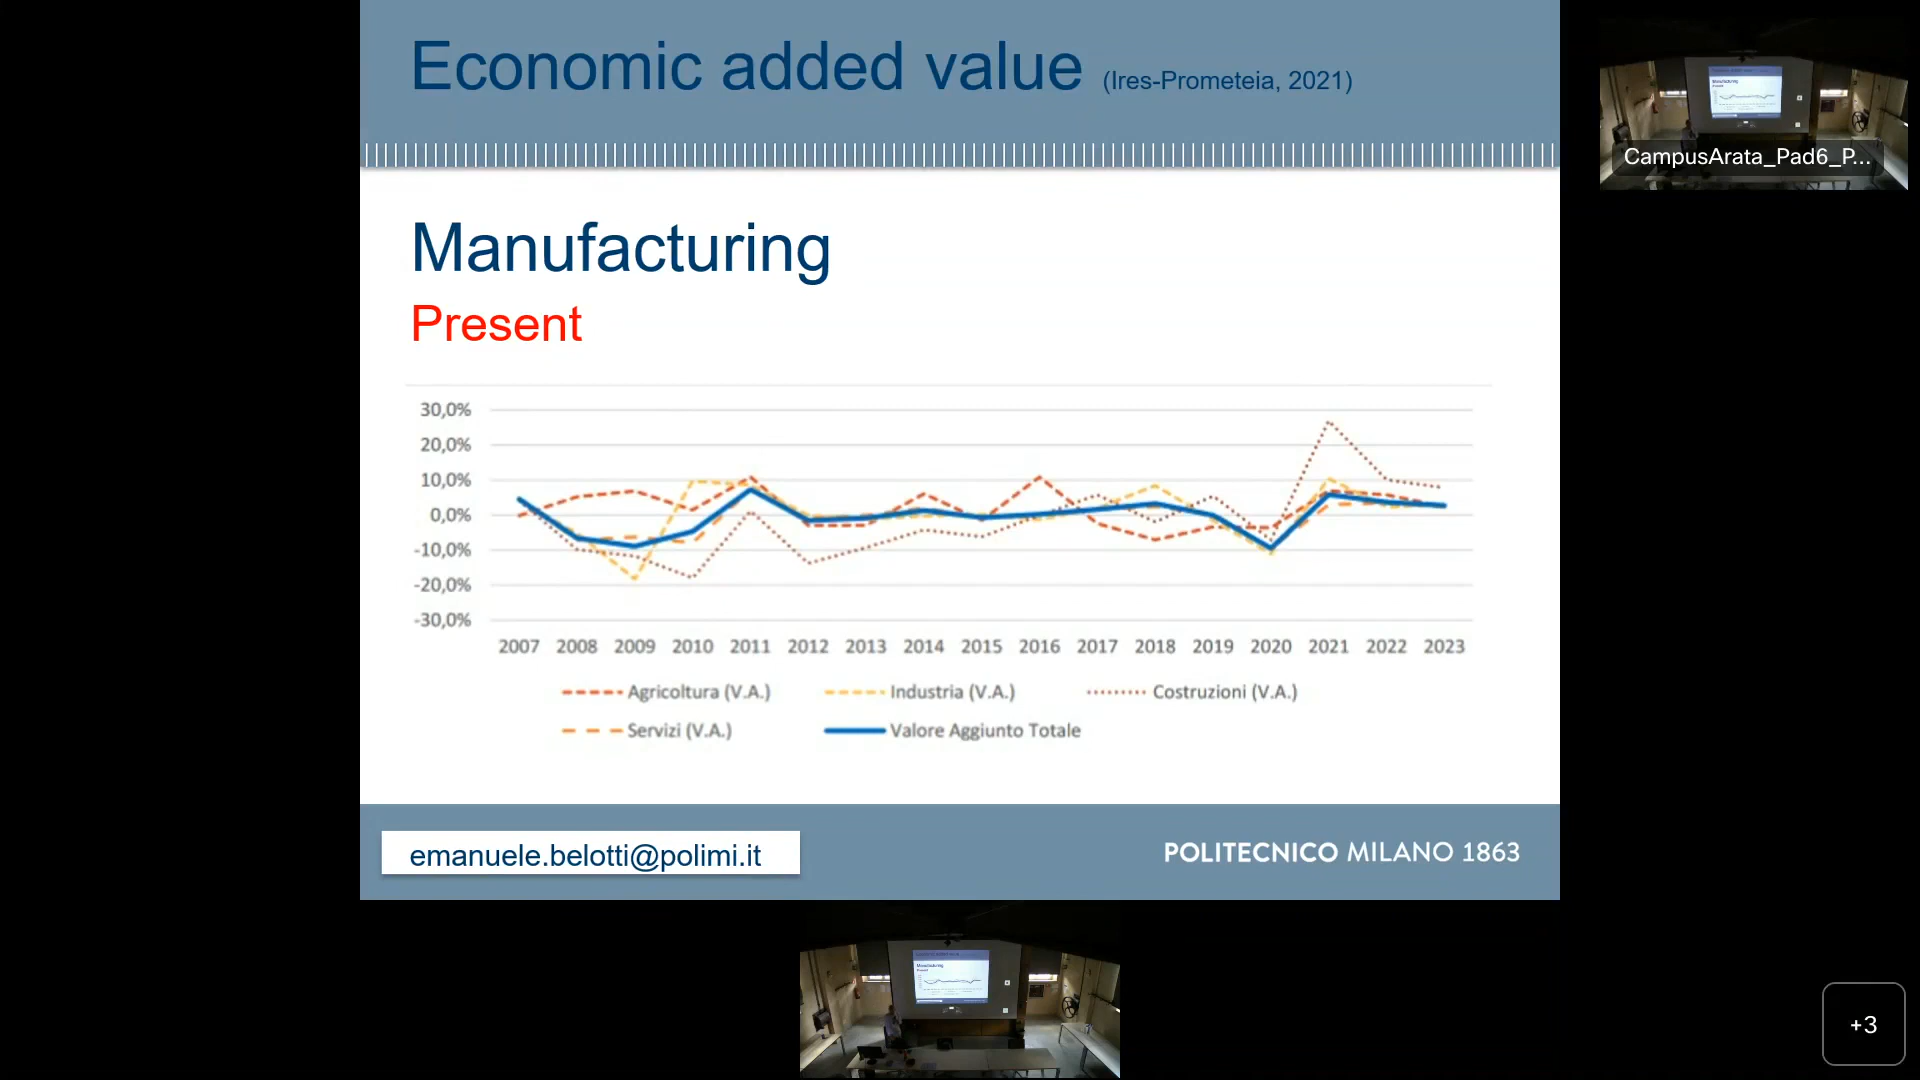 Economic added value (Ires-Prometeia, 2021)
CampusArata_Pad6_P...
Manufacturing
Present
30,0%
20,0%
10,0%
0,0%
-10,0%
-20,0%
-30,0%
2007 2008 2009 2010 2011 2012 2013 2014 2015 2016 2017 2018 2019 2020 2021 2022 2023
Agricoltura (V.A.) Industria (V.A.) Costruzioni (V.A.)
Servizi (V.A.) Valore Aggiunto Totale
emanuele.belotti@polimi.it
POLITECNICO MILANO 1863
+3